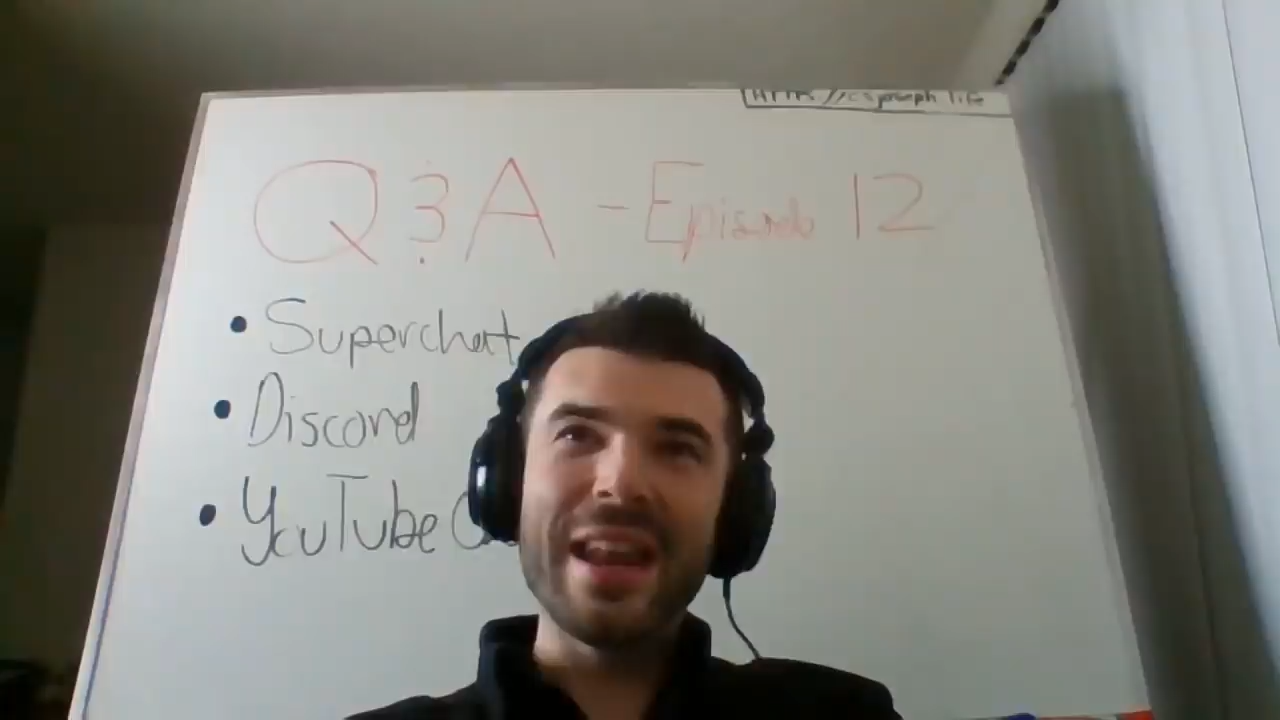 Q & A - Episode 12
• Superchat
• Discord
• YouTube